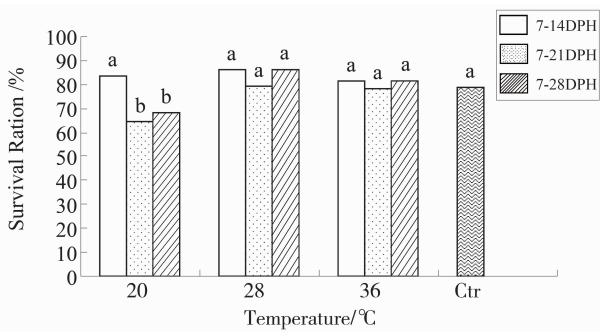 7-14DPH
7-21DPH
7-28DPH
Survival Ration /%
100
90
80
70
60
50
40
30
20
10
0
a
b
b
a
a
a
a
a
a
a
20
28
36
Ctr
Temperature/℃